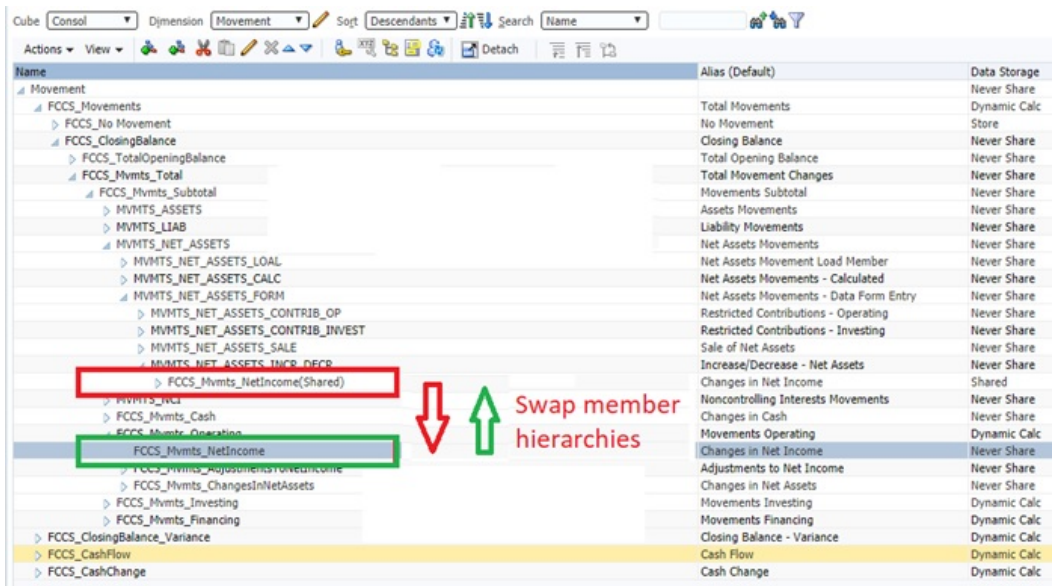 Cube Consol Dimension Movement Sort Descendants Search Name
Actions View Detach
Name Alias (Default) Data Storage
Movement Never Share
FCCS_Movements Total Movements Dynamic Calc
FCCS_No Movement No Movement Store
FCCS_ClosingBalance Closing Balance Never Share
FCCS_TotalOpeningBalance Total Opening Balance Never Share
FCCS_Mvmts_Total Total Movement Changes Never Share
FCCS_Mvmts_Subtotal Movements Subtotal Never Share
MVMTS_ASSETS Assets Movements Never Share
MVMTS_LIAB Liability Movements Never Share
MVMTS_NET_ASSETS Net Assets Movements Never Share
MVMTS_NET_ASSETS_LOAL Net Assets Movement Load Member Never Share
MVMTS_NET_ASSETS_CALC Net Assets Movements - Calculated Never Share
MVMTS_NET_ASSETS_FORM Net Assets Movements - Data Form Entry Never Share
MVMTS_NET_ASSETS_CONTRIB_OP Restricted Contributions - Operating Never Share
MVMTS_NET_ASSETS_CONTRIB_INVEST Restricted Contributions - Investing Never Share
MVMTS_NET_ASSETS_SALE Sale of Net Assets Never Share
MVMTS_NET_ASSETS_INCR_DECR Increase/Decrease - Net Assets Never Share
FCCS_Mvmts_NetIncome(Shared) Changes in Net Income Shared
MVMTS_NCI Noncontrolling Interests Movements Never Share
FCCS_Mvmts_Cash Changes in Cash Never Share
FCCS_Mvmts_Operating Movements Operating Dynamic Calc
FCCS_Mvmts_NetIncome Changes in Net Income Never Share
FCCS_Mvmts_AdjustmentsToNetIncome Adjustments to Net Income Never Share
FCCS_Mvmts_ChangesInNetAssets Changes in Net Assets Never Share
FCCS_Mvmts_Investing Movements Investing Dynamic Calc
FCCS_Mvmts_Financing Movements Financing Dynamic Calc
FCCS_ClosingBalance_Variance Closing Balance - Variance Dynamic Calc
FCCS_CashFlow Cash Flow Dynamic Calc
FCCS_CashChange Cash Change Dynamic Calc
Swap member
hierarchies